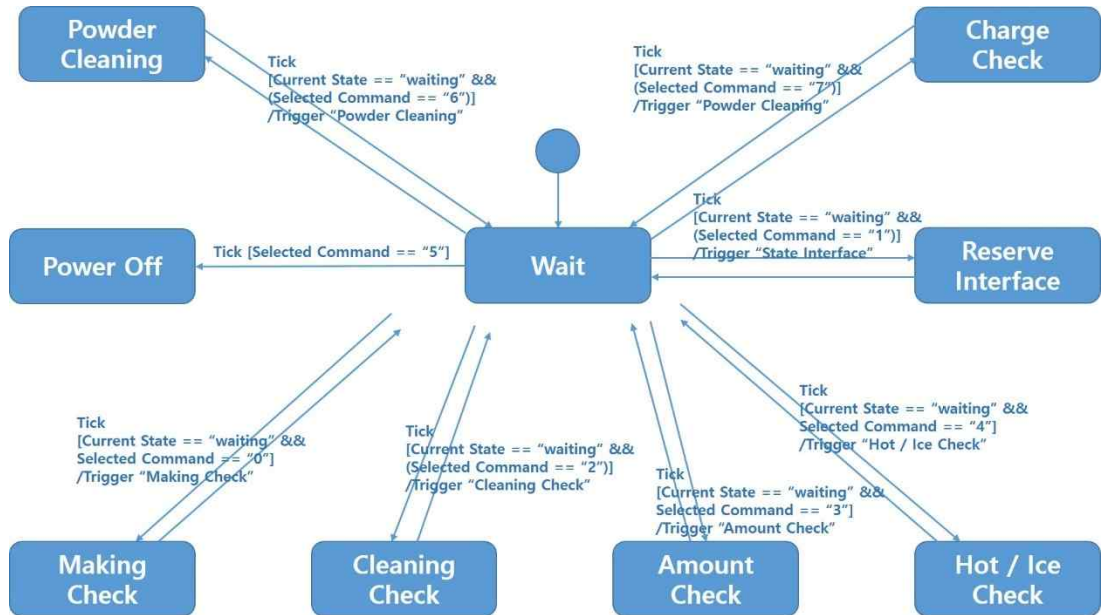 Powder
Cleaning
Tick
[Current State == “waiting” &&
(Selected Command == “6”)]
/Trigger “Powder Cleaning”
Tick
[Current State == “waiting” &&
(Selected Command == “7”)]
/Trigger “Powder Cleaning”
Charge
Check
Power Off
Tick [Selected Command == “5”]
Wait
Tick
[Current State == “waiting” &&
(Selected Command == “1”)]
/Trigger “State Interface”
Reserve
Interface
Tick
[Current State == “waiting” &&
Selected Command == “0”]
/Trigger “Making Check”
Tick
[Current State == “waiting” &&
(Selected Command == “2”)]
/Trigger “Cleaning Check”
Tick
[Current State == “waiting” &&
Selected Command == “3”]
/Trigger “Amount Check”
Tick
[Current State == “waiting” &&
Selected Command == “4”]
/Trigger “Hot / Ice Check”
Making
Check
Cleaning
Check
Amount
Check
Hot / Ice
Check